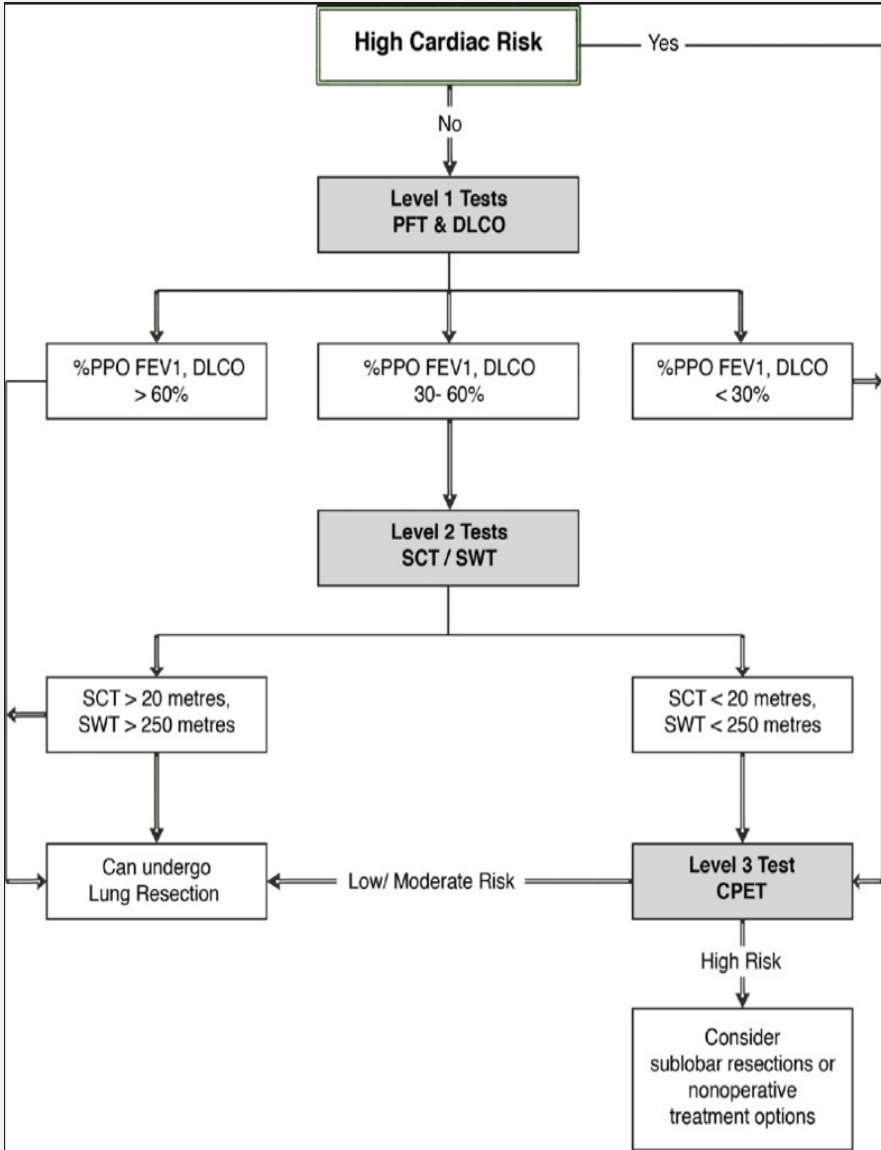 High Cardiac Risk
Yes
No
Level 1 Tests
PFT & DLCO
%PPO FEV1, DLCO
> 60%
%PPO FEV1, DLCO
30- 60%
%PPO FEV1, DLCO
< 30%
Level 2 Tests
SCT / SWT
SCT > 20 metres,
SWT > 250 metres
SCT < 20 metres,
SWT < 250 metres
Can undergo
Lung Resection
Low/ Moderate Risk
Level 3 Test
CPET
High Risk
Consider
sublobar resections or
nonoperative
treatment options